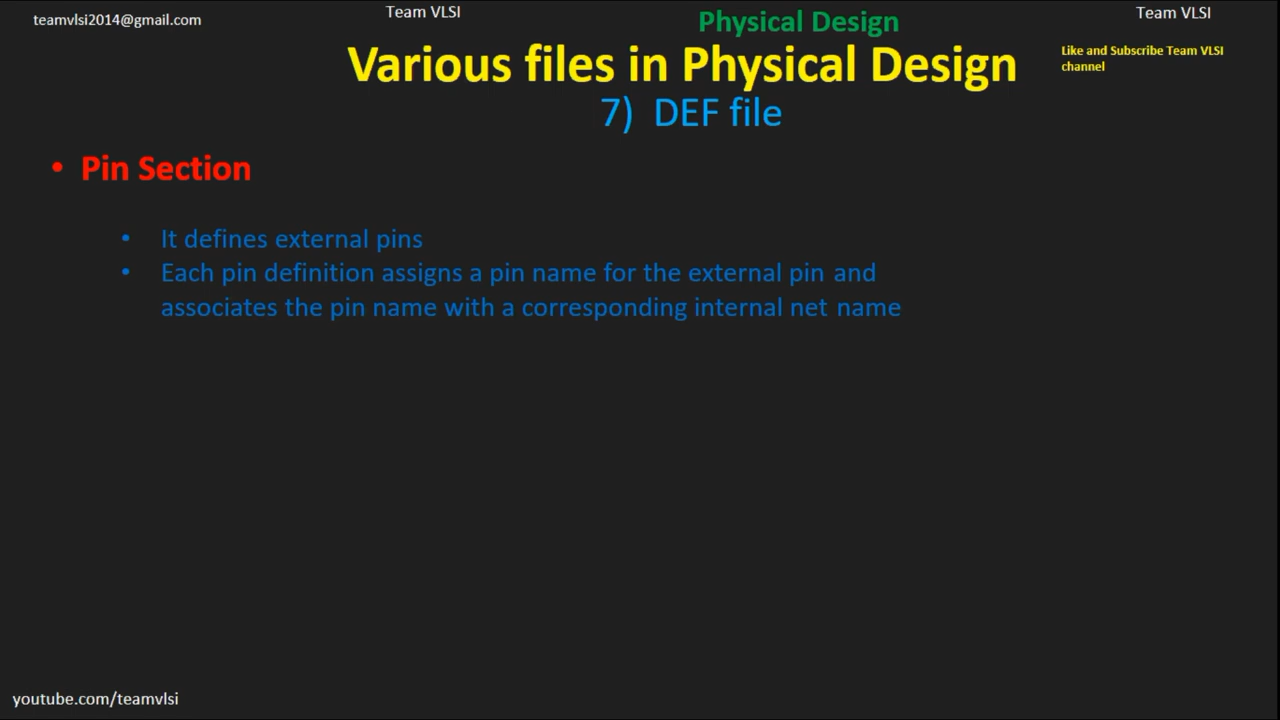 teamvlsi2014@gmail.com
Team VLSI
Physical Design
Team VLSI
Various files in Physical Design
Like and Subscribe Team VLSI
channel
7) DEF file
• Pin Section
• It defines external pins
• Each pin definition assigns a pin name for the external pin and
associates the pin name with a corresponding internal net name
youtube.com/teamvlsi